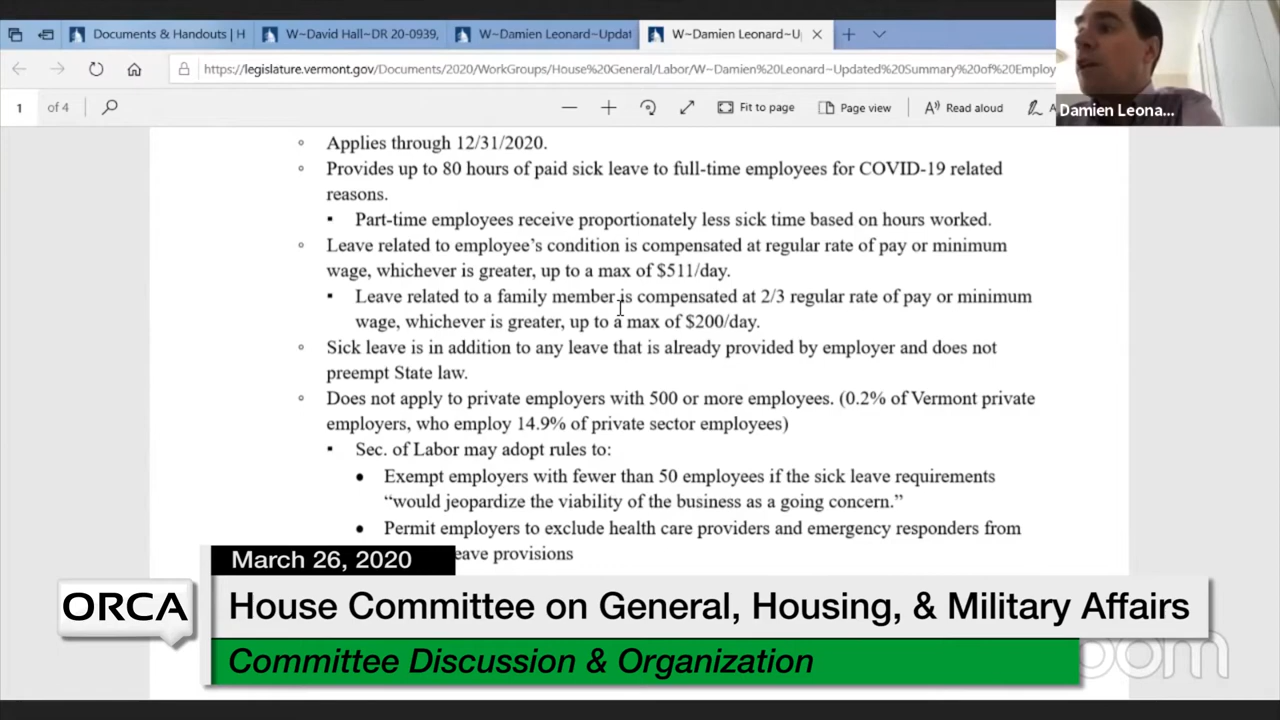 Documents & Handouts | H
W~David Hall~DR 20-0939,
W~Damien Leonard~Updat
W~Damien Leonard~U
https://legislature.vermont.gov/Documents/2020/WorkGroups/House%20General/Labor/W~Damien%20Leonard~Updated%20Summary%20of%20Employ
1 of 4
Fit to page
Page view
Read aloud
Damien Leona...
◦ Applies through 12/31/2020.
◦ Provides up to 80 hours of paid sick leave to full-time employees for COVID-19 related
reasons.
▪ Part-time employees receive proportionately less sick time based on hours worked.
◦ Leave related to employee’s condition is compensated at regular rate of pay or minimum
wage, whichever is greater, up to a max of $511/day.
▪ Leave related to a family member is compensated at 2/3 regular rate of pay or minimum
wage, whichever is greater, up to a max of $200/day.
◦ Sick leave is in addition to any leave that is already provided by employer and does not
preempt State law.
◦ Does not apply to private employers with 500 or more employees. (0.2% of Vermont private
employers, who employ 14.9% of private sector employees)
▪ Sec. of Labor may adopt rules to:
• Exempt employers with fewer than 50 employees if the sick leave requirements
“would jeopardize the viability of the business as a going concern.”
• Permit employers to exclude health care providers and emergency responders from
eave provisions
March 26, 2020
ORCA
House Committee on General, Housing, & Military Affairs
Committee Discussion & Organization
oom